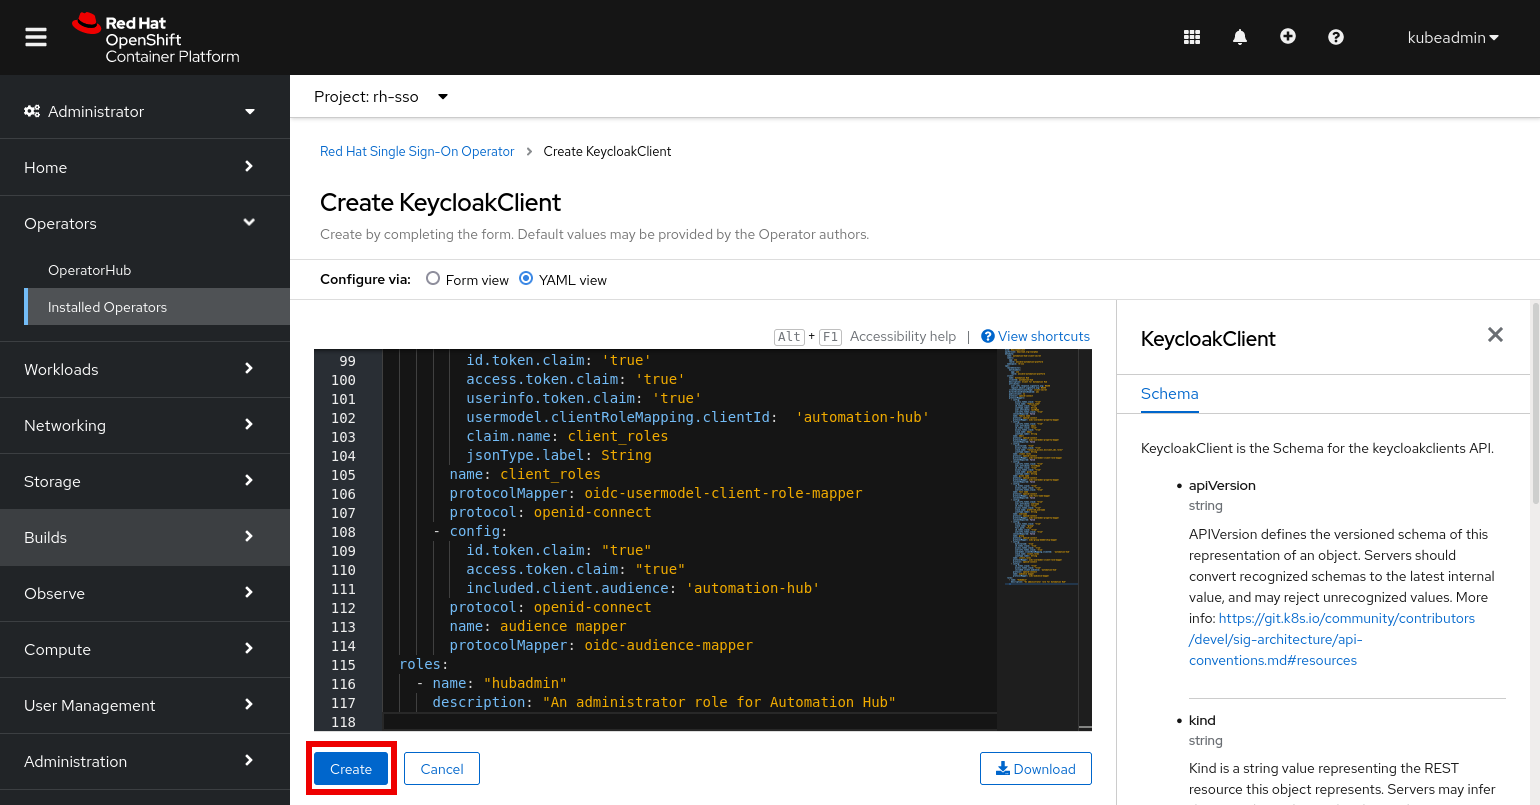 Red Hat
OpenShift
Container Platform
kubeadmin
Administrator
Home
Operators
OperatorHub
Installed Operators
Workloads
Networking
Storage
Builds
Observe
Compute
User Management
Administration
Project: rh-sso
Red Hat Single Sign-On Operator > Create KeycloakClient
Create KeycloakClient
Create by completing the form. Default values may be provided by the Operator authors.
Configure via: Form view YAML view
Alt + F1 Accessibility help | View shortcuts
99 id.token.claim: 'true'
100 access.token.claim: 'true'
101 userinfo.token.claim: 'true'
102 usermodel.clientRoleMapping.clientId:  'automation-hub'
103 claim.name: client_roles
104 jsonType.label: String
105 name: client_roles
106 protocolMapper: oidc-usermodel-client-role-mapper
107 protocol: openid-connect
108 - config:
109 id.token.claim: "true"
110 access.token.claim: "true"
111 included.client.audience: 'automation-hub'
112 protocol: openid-connect
113 name: audience mapper
114 protocolMapper: oidc-audience-mapper
115 roles:
116 - name: "hubadmin"
117 description: "An administrator role for Automation Hub"
118
Create
Cancel
Download
KeycloakClient
Schema
KeycloakClient is the Schema for the keycloakclients API.
• apiVersion
string
APIVersion defines the versioned schema of this
representation of an object. Servers should
convert recognized schemas to the latest internal
value, and may reject unrecognized values. More
info: https://git.k8s.io/community/contributors
/devel/sig-architecture/api-
conventions.md#resources
• kind
string
Kind is a string value representing the REST
resource this object represents. Servers may infer